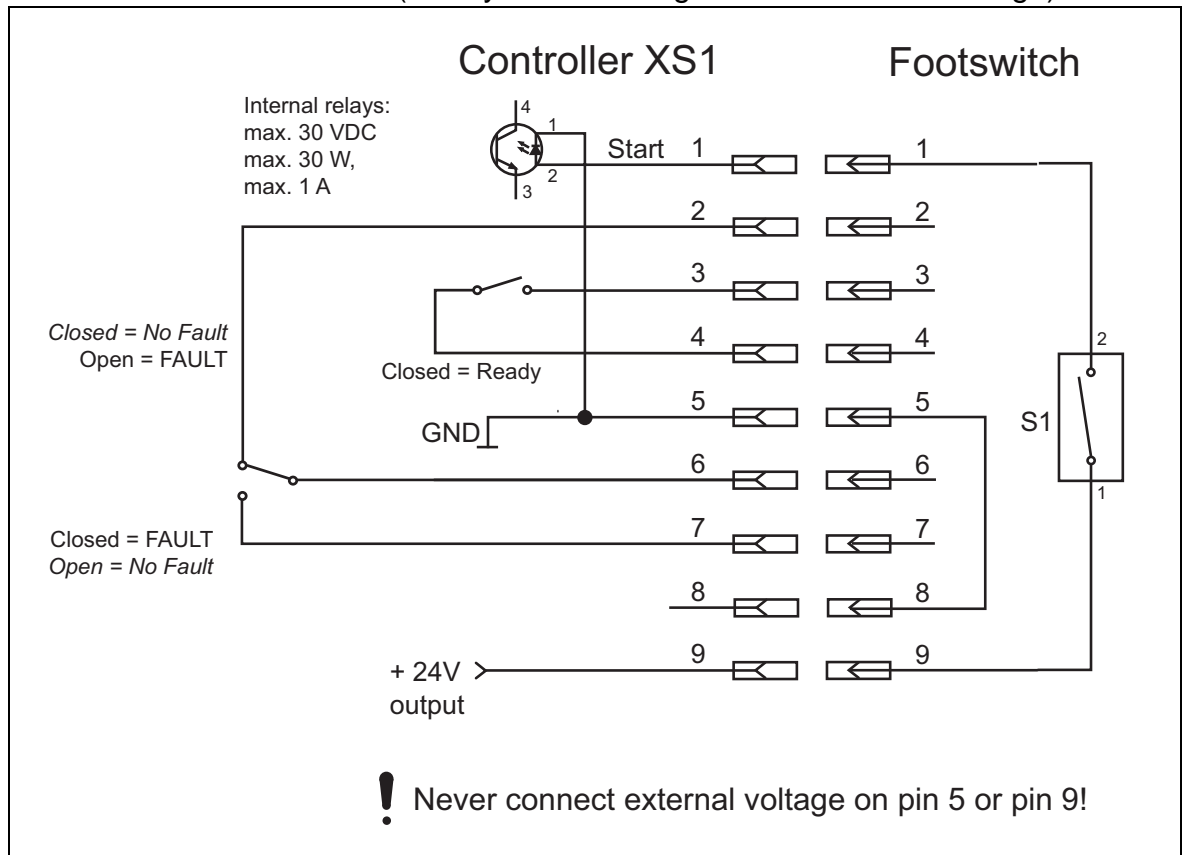 Controller XS1 Footswitch
Internal relays:
max. 30 VDC
max. 30 W,
max. 1 A
4
1
2
3
Start 1 1
2 2
3 3
4 4
Closed = No Fault
Open = FAULT
Closed = Ready
2
S1
1
5 5
GND
6 6
7 7
Closed = FAULT
Open = No Fault
8 8
9 9
+ 24V
output
! Never connect external voltage on pin 5 or pin 9!